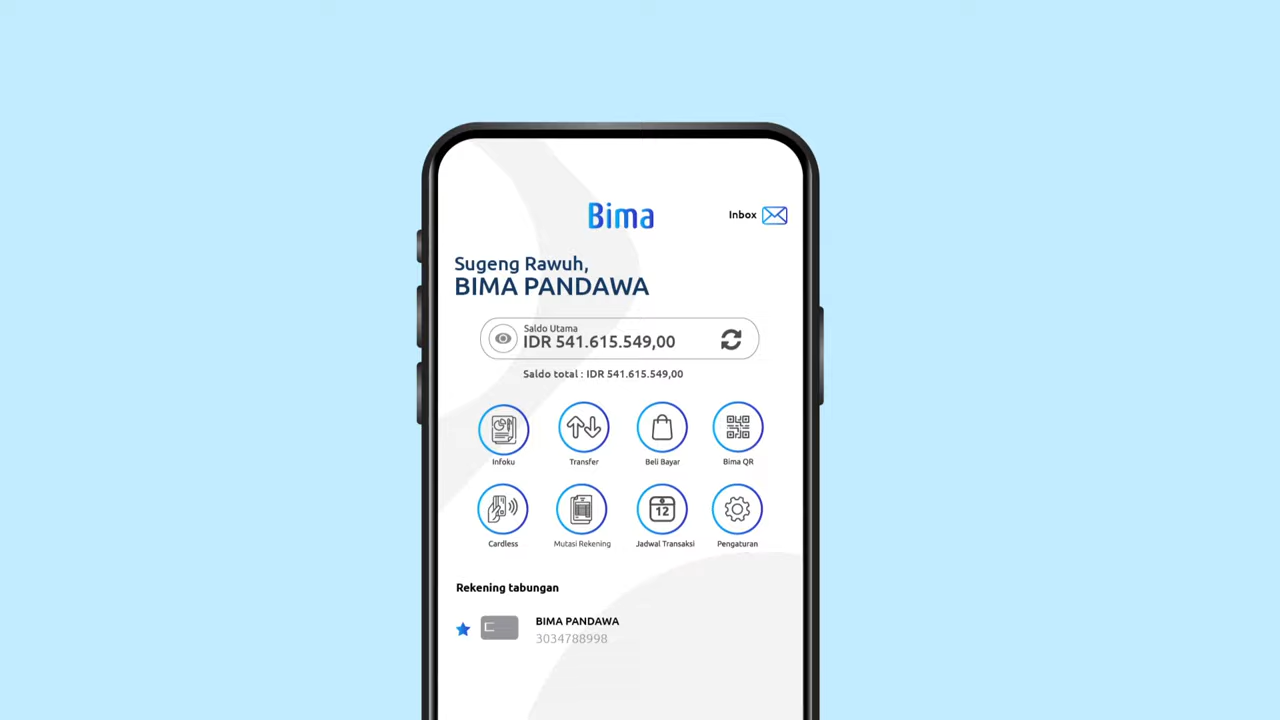 Bima
Inbox
Sugeng Rawuh,
BIMA PANDAWA
Saldo Utama
IDR 541.615.549,00
Saldo total : IDR 541.615.549,00
Infoku
Transfer
Beli Bayar
Bima QR
12
Cardless
Mutasi Rekening
Jadwal Transaksi
Pengaturan
Rekening tabungan
BIMA PANDAWA
3034788998